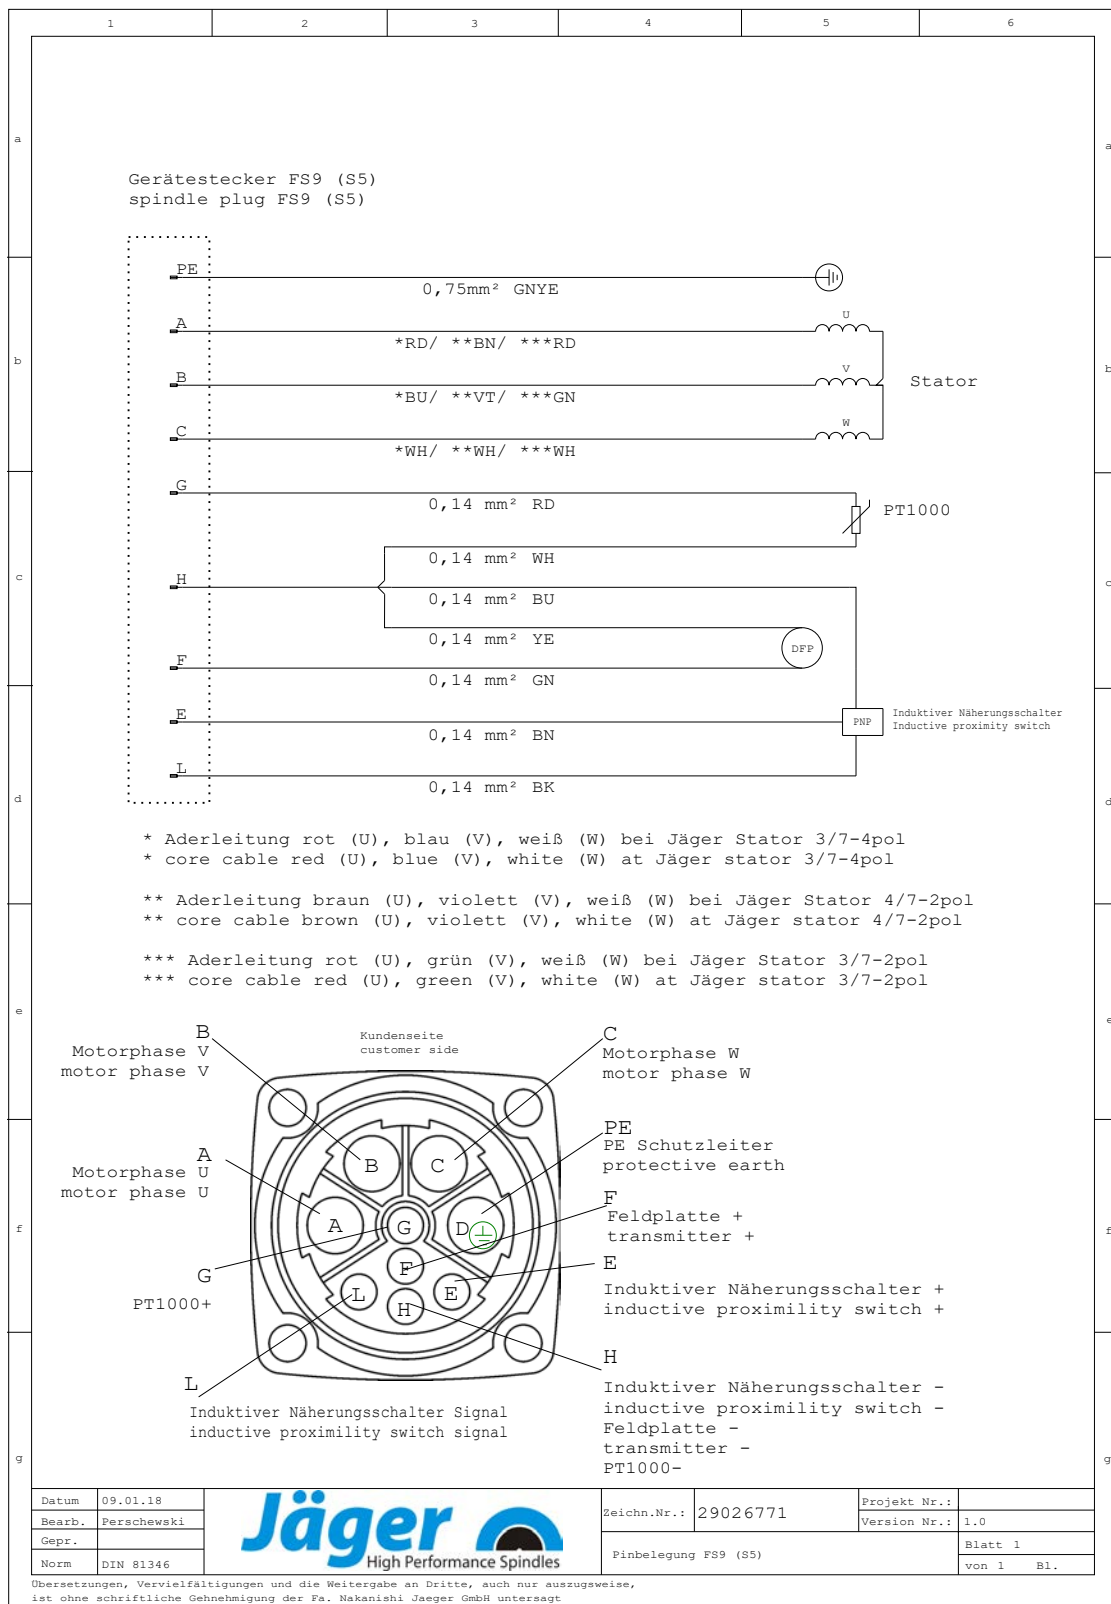 1 2 3 4 5 6
a a
Gerätestecker FS9 (S5)
spindle plug FS9 (S5)
PE
0,75mm² GNYE
A
U
*RD/ **BN/ ***RD
b b
B
V
Stator
*BU/ **VT/ ***GN
C
W
*WH/ **WH/ ***WH
G
0,14 mm² RD
PT1000
0,14 mm² WH
c c
H
0,14 mm² BU
0,14 mm² YE
DFP
F
0,14 mm² GN
E
PNP
Induktiver Näherungsschalter
Inductive proximity switch
0,14 mm² BN
L
0,14 mm² BK
d d
* Aderleitung rot (U), blau (V), weiß (W) bei Jäger Stator 3/7-4pol
* core cable red (U), blue (V), white (W) at Jäger stator 3/7-4pol
** Aderleitung braun (U), violett (V), weiß (W) bei Jäger Stator 4/7-2pol
** core cable brown (U), violett (V), white (W) at Jäger stator 4/7-2pol
*** Aderleitung rot (U), grün (V), weiß (W) bei Jäger Stator 3/7-2pol
*** core cable red (U), green (V), white (W) at Jäger stator 3/7-2pol
e e
B
Motorphase V
motor phase V
Kundenseite
customer side
C
Motorphase W
motor phase W
PE
PE Schutzleiter
protective earth
A
Motorphase U
motor phase U
B C
A G D
F
L E
H
F
Feldplatte +
transmitter +
f f
G
PT1000+
E
Induktiver Näherungsschalter +
inductive proximility switch +
H
Induktiver Näherungsschalter -
inductive proximility switch -
Feldplatte -
transmitter -
PT1000-
L
Induktiver Näherungsschalter Signal
inductive proximility switch signal
g g
Datum 09.01.18
Bearb. Perschewski
Gepr.
Norm DIN 81346
Jäger
High Performance Spindles
Zeichn.Nr.: 29026771
Pinbelegung FS9 (S5)
Projekt Nr.:
Version Nr.: 1.0
Blatt 1
von 1 Bl.
Übersetzungen, Vervielfältigungen und die Weitergabe an Dritte, auch nur auszugsweise,
ist ohne schriftliche Gehnehmigung der Fa. Nakanishi Jaeger GmbH untersagt